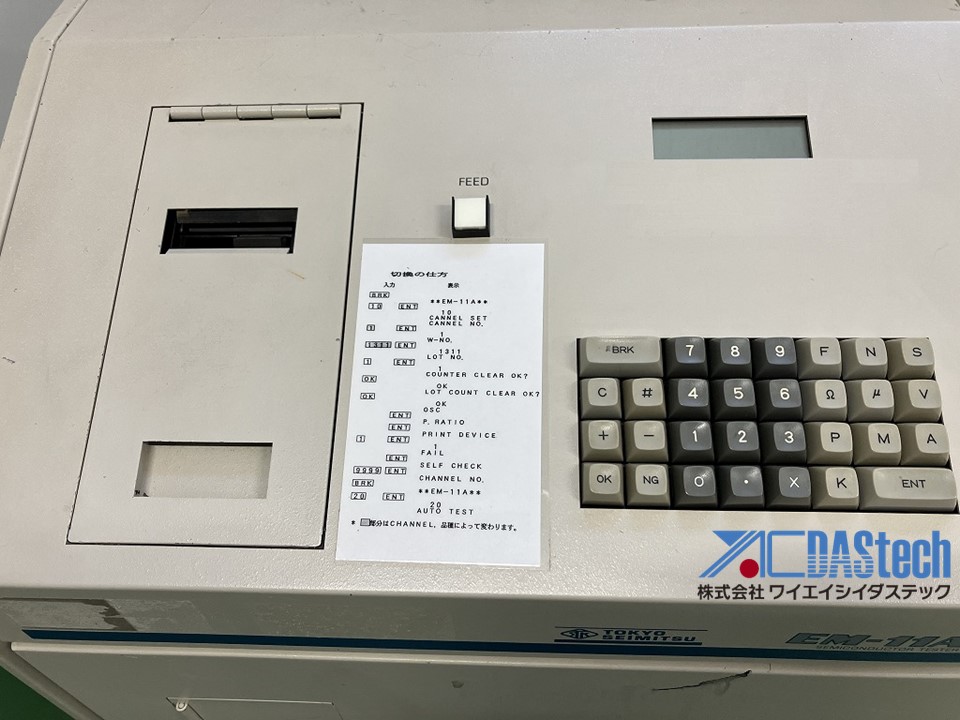 FEED
切換の仕方
入力 表示
BRK
10 ENT **EM-11A**
10
CANNEL SET
CANNEL NO.
1 ENT
1
W-NO.
1311 ENT
1311
LOT NO.
1 ENT
1
COUNTER CLEAR OK?
OK
OK
LOT COUNT CLEAR OK?
OK
OK
OSC
ENT
P.RATIO
ENT
PRINT DEVICE
1 ENT
1
FAIL
ENT
SELF CHECK
9999 ENT
CHANNEL NO.
BRK
**EM-11A**
20 ENT
20
AUTO TEST
* 部分はCHANNEL、品種によって変わります。
BRK 7 8 9 F N S
C # 4 5 6 Ω μ V
+ − 1 2 3 P M A
OK NG 0 · X K ENT
YAC DAStech
株式会社 ワイエイシイダステック
TOKYO
SEIMITSU
EM-11A
SEMICONDUCTOR TESTER